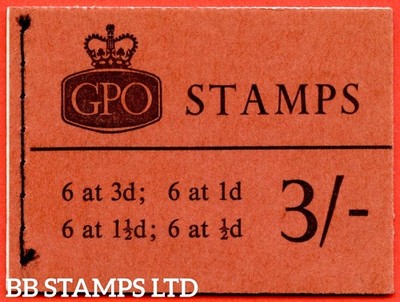 GPO STAMPS
6 at 3d; 6 at 1d
6 at 1½d; 6 at ½d 3/-
BB STAMPS LTD